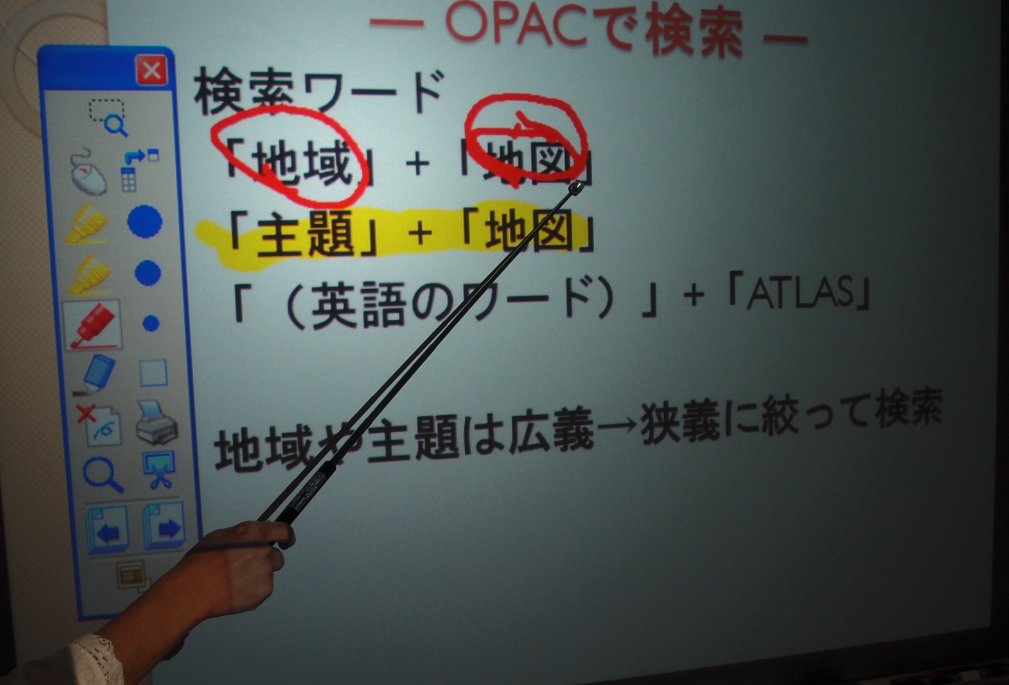 — OPACで検索 —
検索ワード
「地域」+「地図」
「主題」+「地図」
「(英語のワード)」+「ATLAS」
地域や主題は広義→狭義に絞って検索